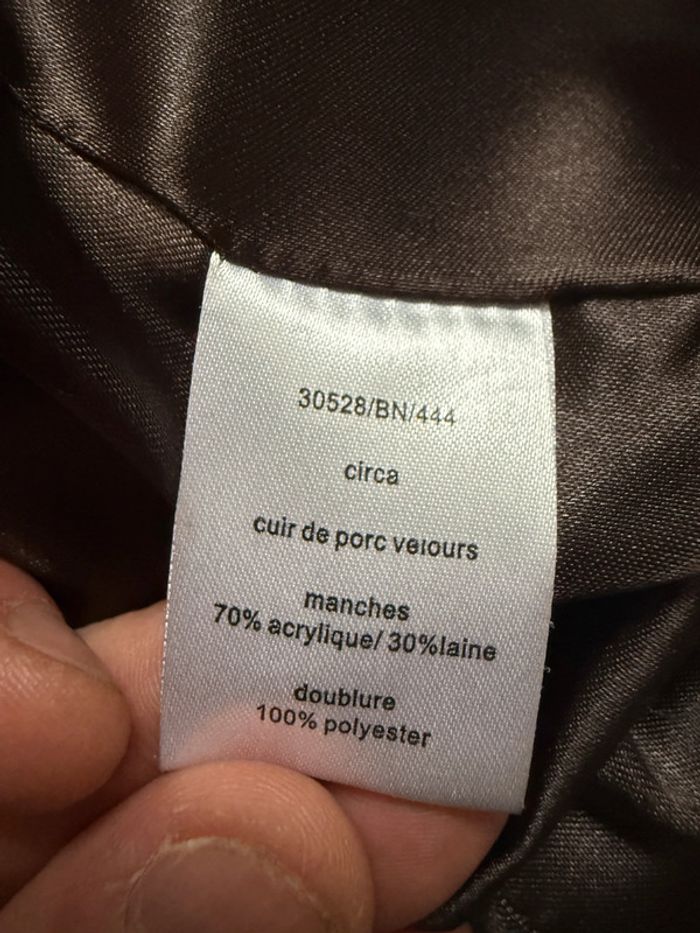 30528/BN/444
circa
cuir de porc velours
manches
70% acrylique/ 30%laine
doublure
100% polyester